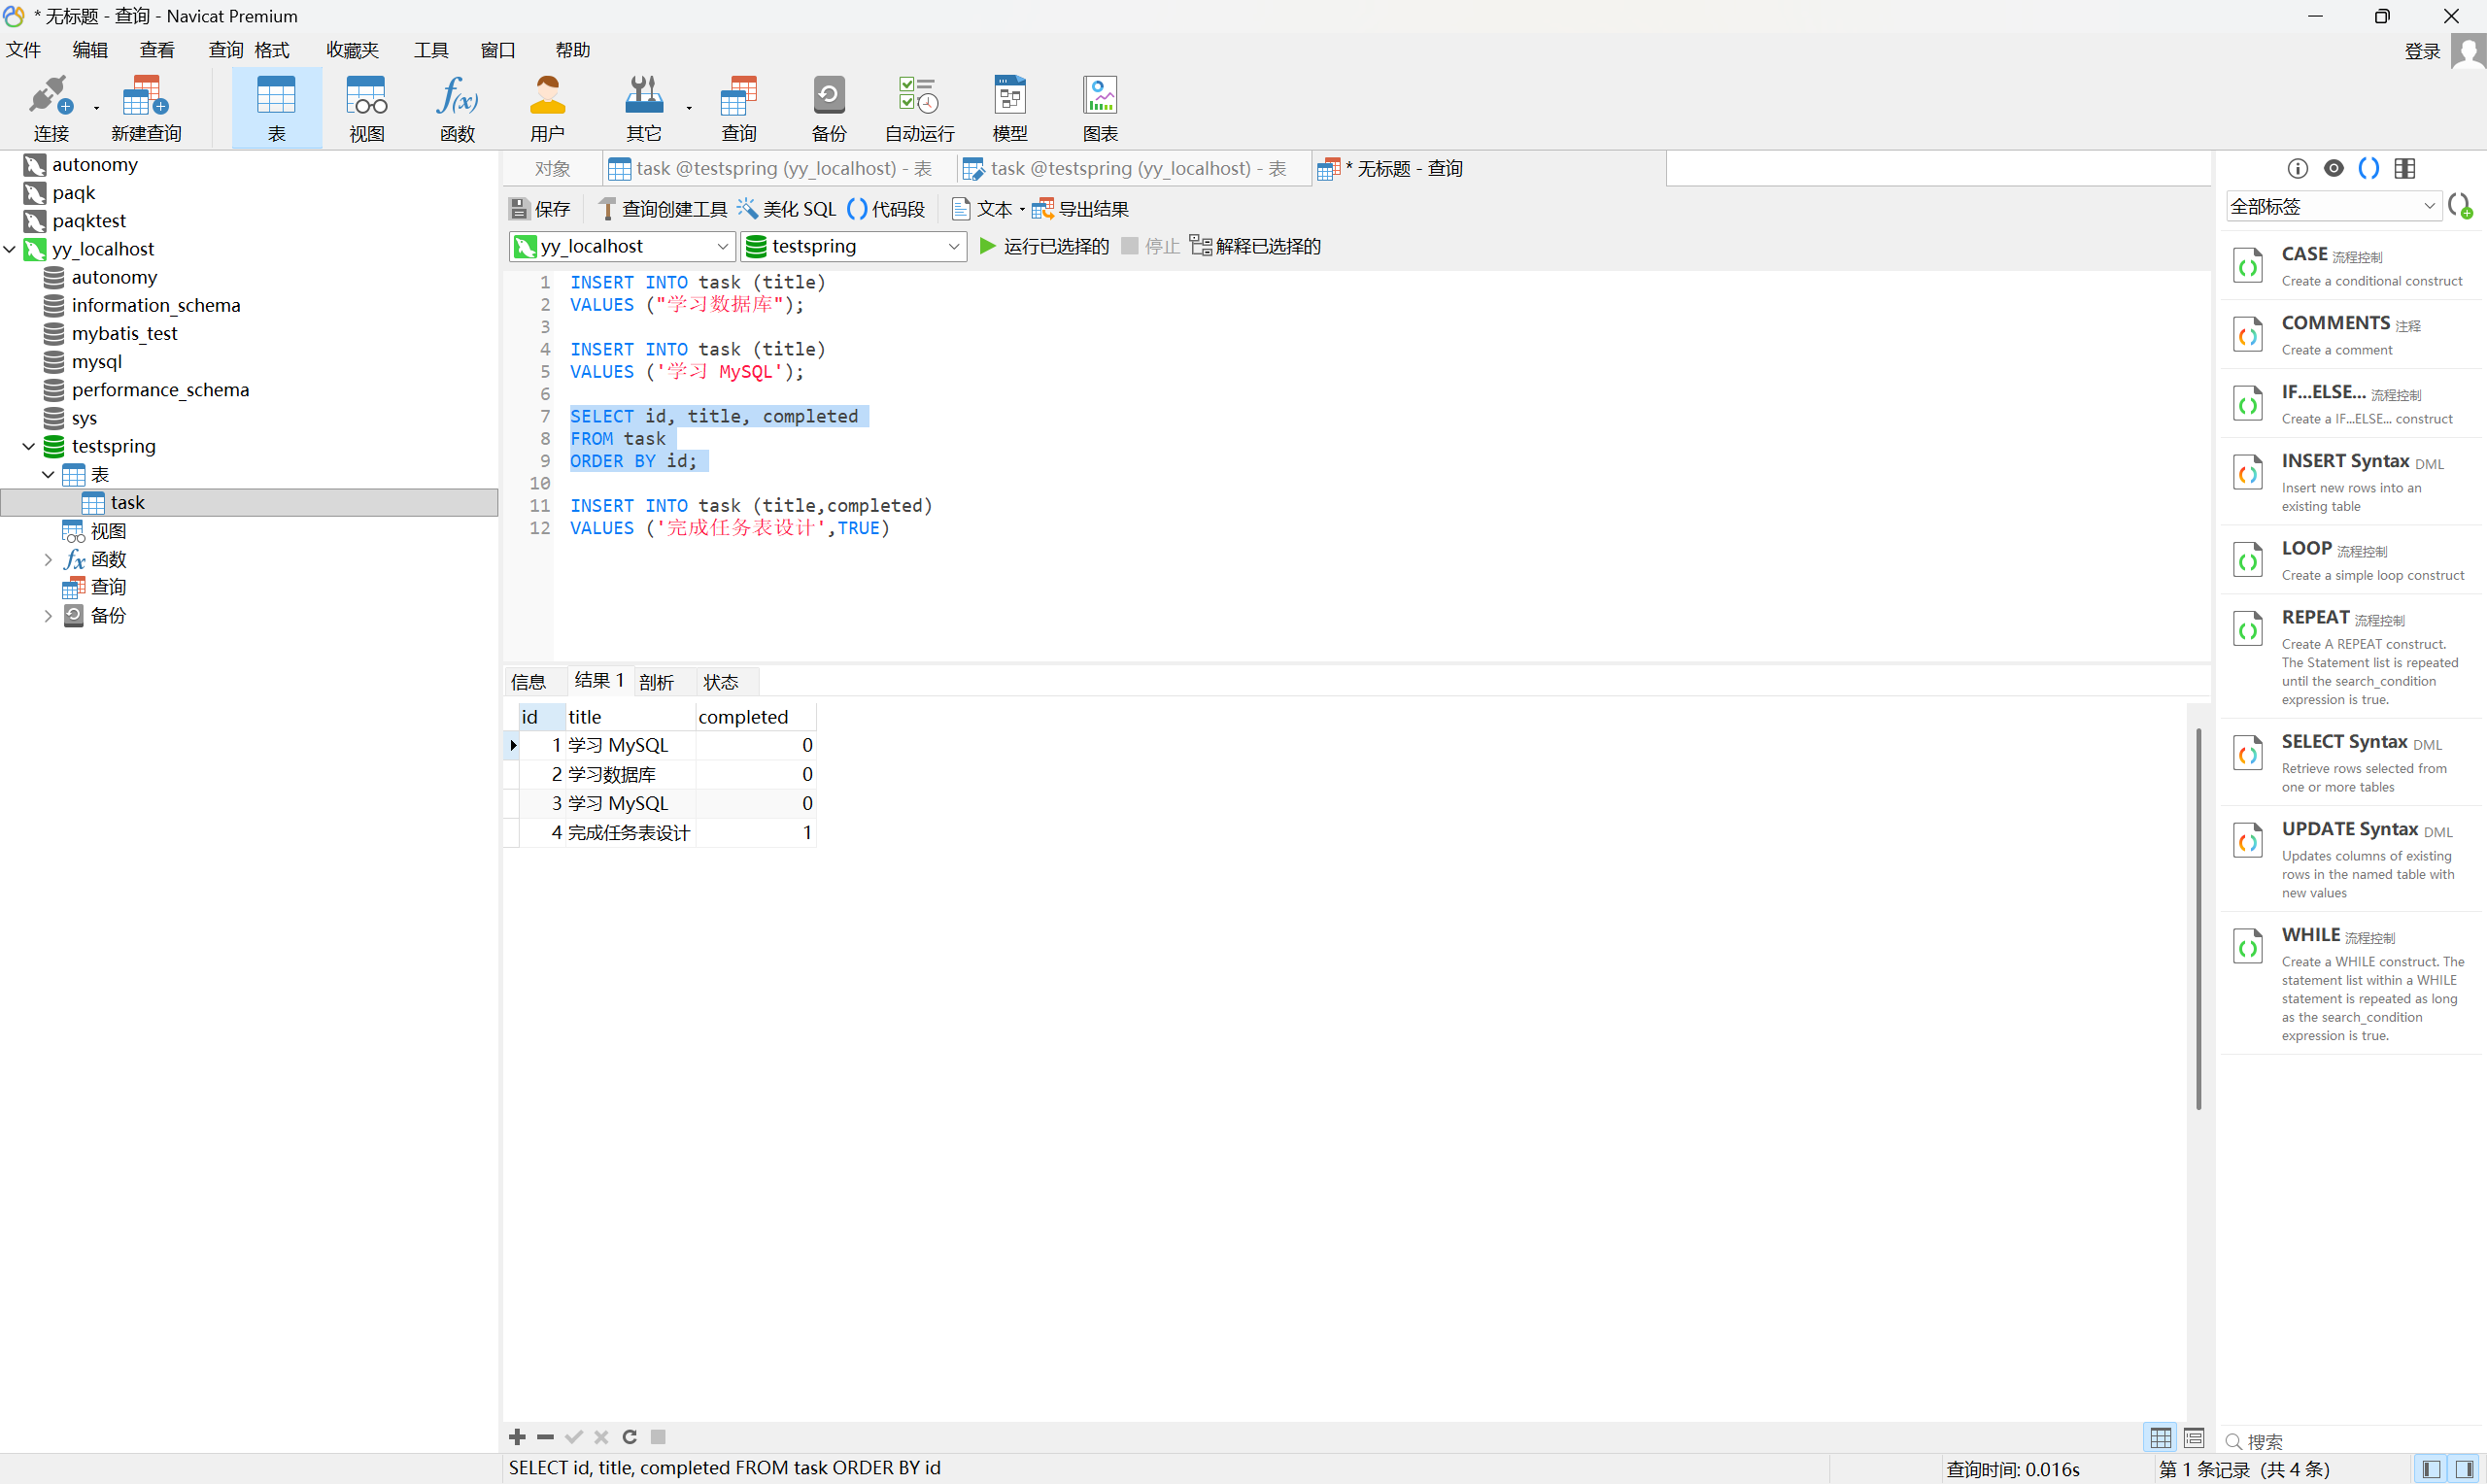 * 无标题 - 查询 - Navicat Premium
文件 编辑 查看 查询 格式 收藏夹 工具 窗口 帮助
登录
连接 新建查询 表 视图 函数 用户 其它 查询 备份 自动运行 模型 图表
autonomy
paqk
paqktest
yy_localhost
autonomy
information_schema
mybatis_test
mysql
performance_schema
sys
testspring
表
task
视图
函数
查询
备份
对象 task @testspring (yy_localhost) - 表 task @testspring (yy_localhost) - 表 * 无标题 - 查询
保存 查询创建工具 美化 SQL 代码段 文本 导出结果
yy_localhost testspring 运行已选择的 停止 解释已选择的
1 INSERT INTO task (title)
2 VALUES ("学习数据库");
3
4 INSERT INTO task (title)
5 VALUES ('学习 MySQL');
6
7 SELECT id, title, completed
8 FROM task
9 ORDER BY id;
10
11 INSERT INTO task (title,completed)
12 VALUES ('完成任务表设计',TRUE)
信息 结果 1 剖析 状态
id title completed
1 学习 MySQL 0
2 学习数据库 0
3 学习 MySQL 0
4 完成任务表设计 1
全部标签
CASE 流程控制
Create a conditional construct
COMMENTS 注释
Create a comment
IF...ELSE... 流程控制
Create a IF...ELSE... construct
INSERT Syntax DML
Insert new rows into an
existing table
LOOP 流程控制
Create a simple loop construct
REPEAT 流程控制
Create A REPEAT construct.
The Statement list is repeated
until the search_condition
expression is true.
SELECT Syntax DML
Retrieve rows selected from
one or more tables
UPDATE Syntax DML
Updates columns of existing
rows in the named table with
new values
WHILE 流程控制
Create a WHILE construct. The
statement list within a WHILE
statement is repeated as long
as the search_condition
expression is true.
搜索
SELECT id, title, completed FROM task ORDER BY id
查询时间: 0.016s
第 1 条记录 (共 4 条)